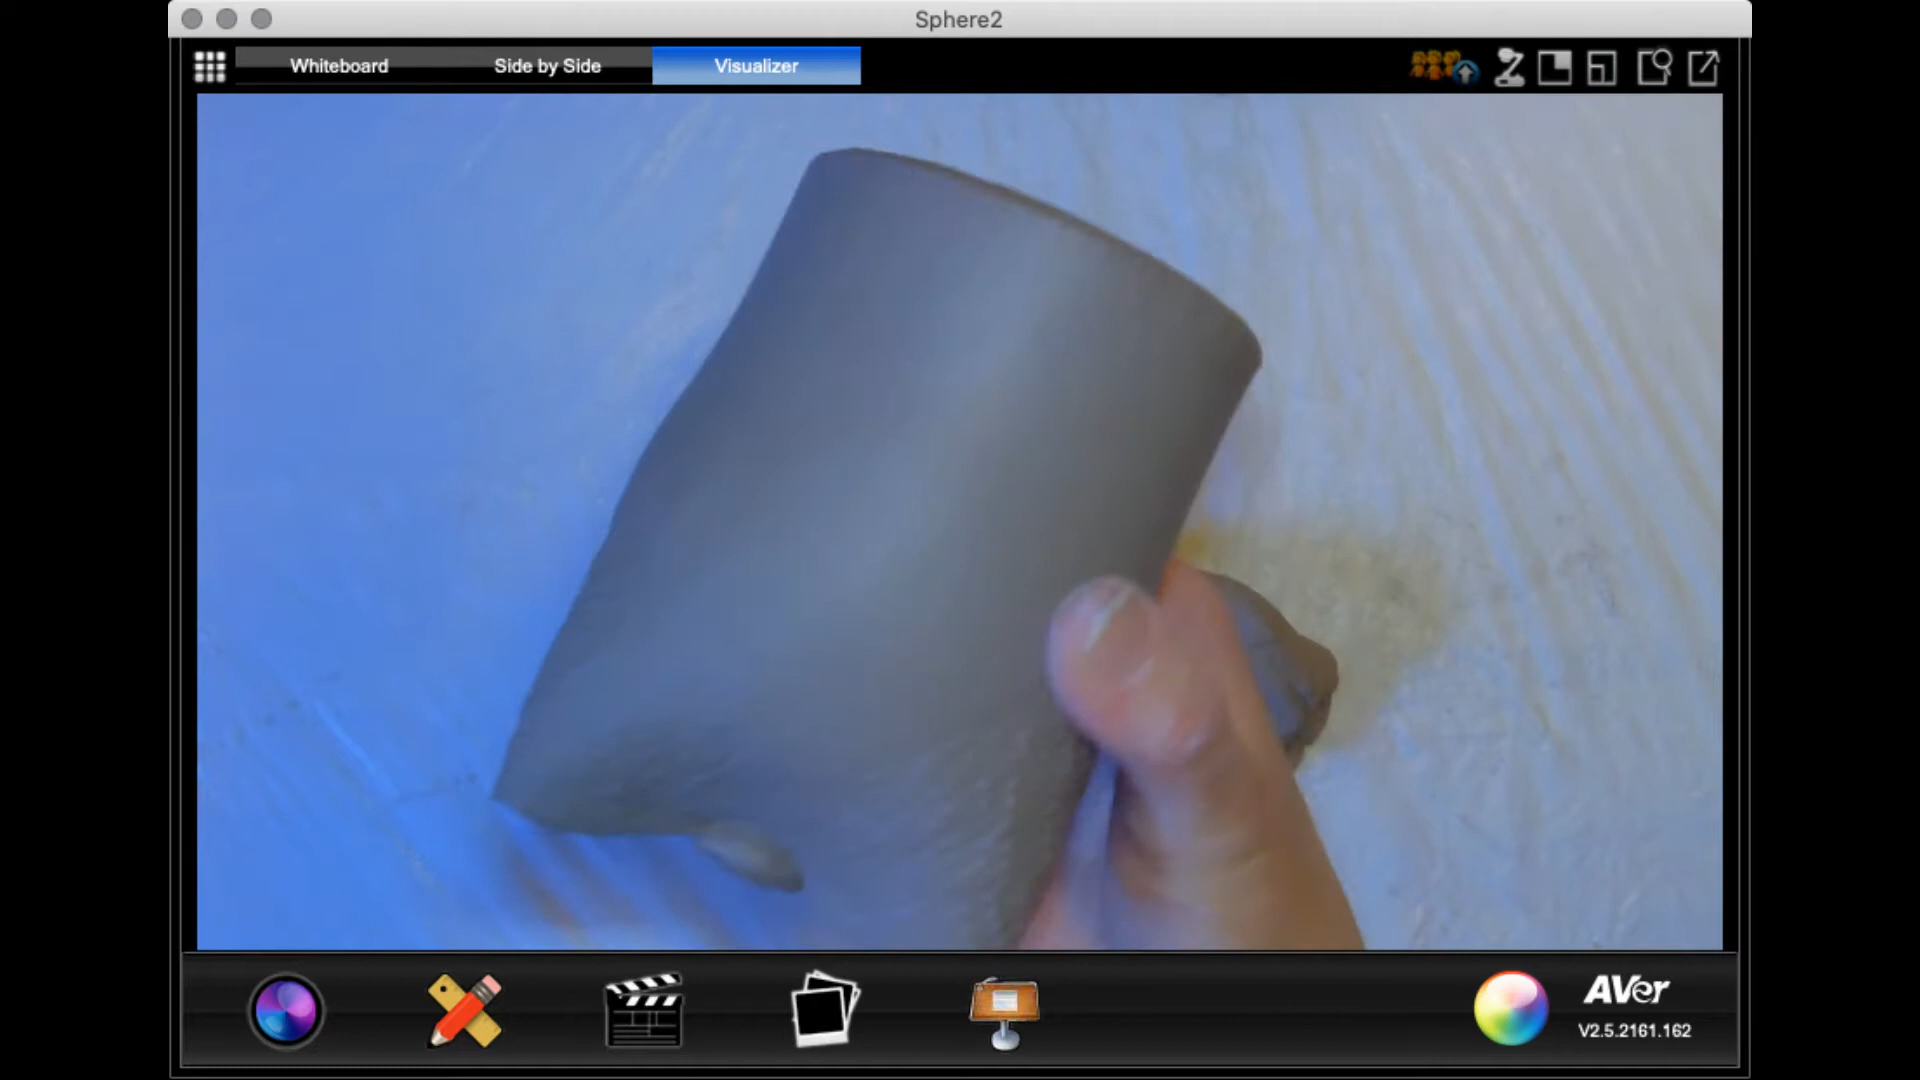 Sphere2
Whiteboard
Side by Side
Visualizer
AVer
V2.5.2161.162